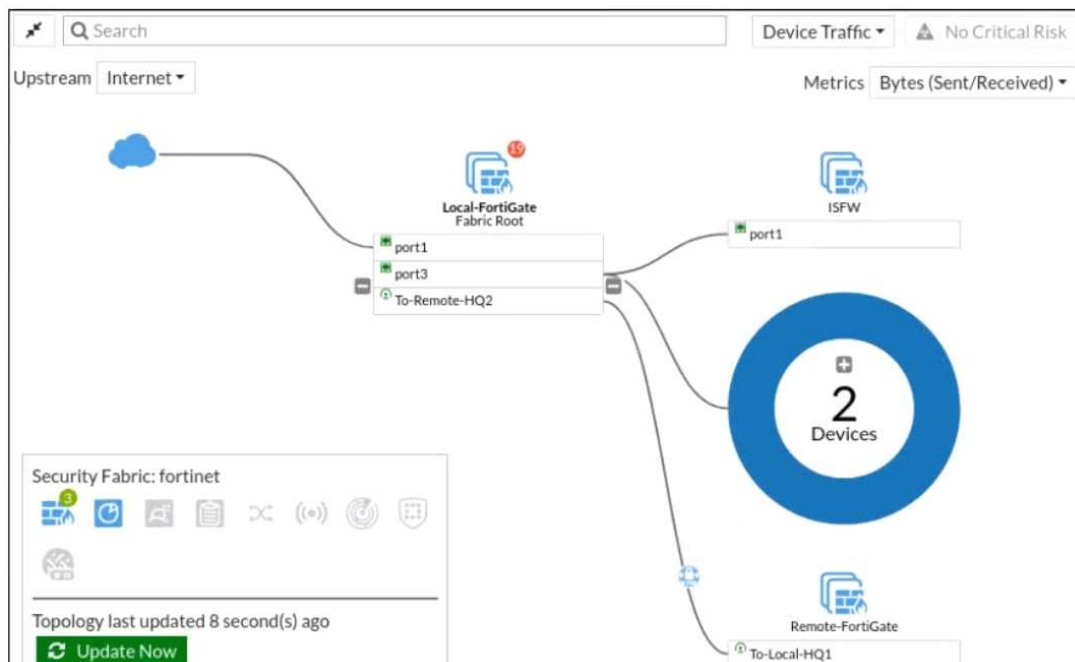 Search
Device Traffic
No Critical Risk
Upstream Internet
Metrics Bytes (Sent/Received)
19
Local-FortiGate
Fabric Root
port1
port3
To-Remote-HQ2
ISFW
port1
2
Devices
Security Fabric: fortinet
3
Topology last updated 8 second(s) ago
Update Now
Remote-FortiGate
To-Local-HQ1